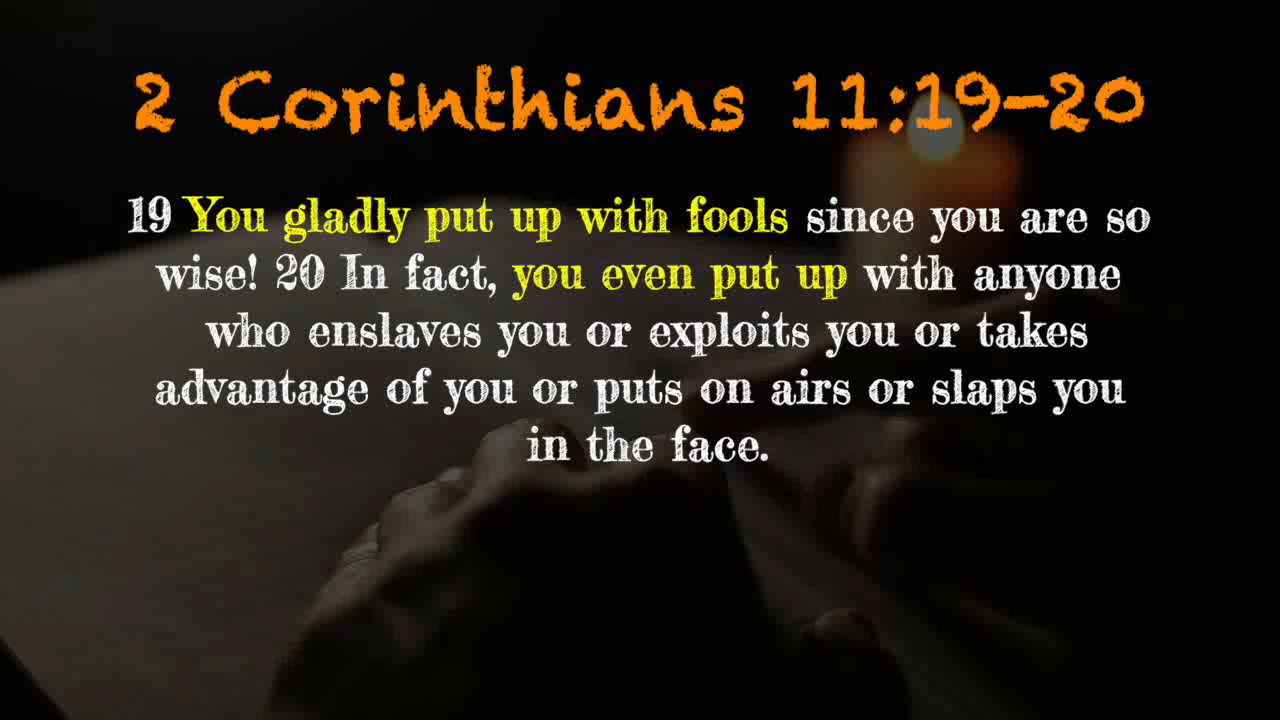 2 Corinthians 11:19-20
19 You gladly put up with fools since you are so
wise! 20 In fact, you even put up with anyone
who enslaves you or exploits you or takes
advantage of you or puts on airs or slaps you
in the face.